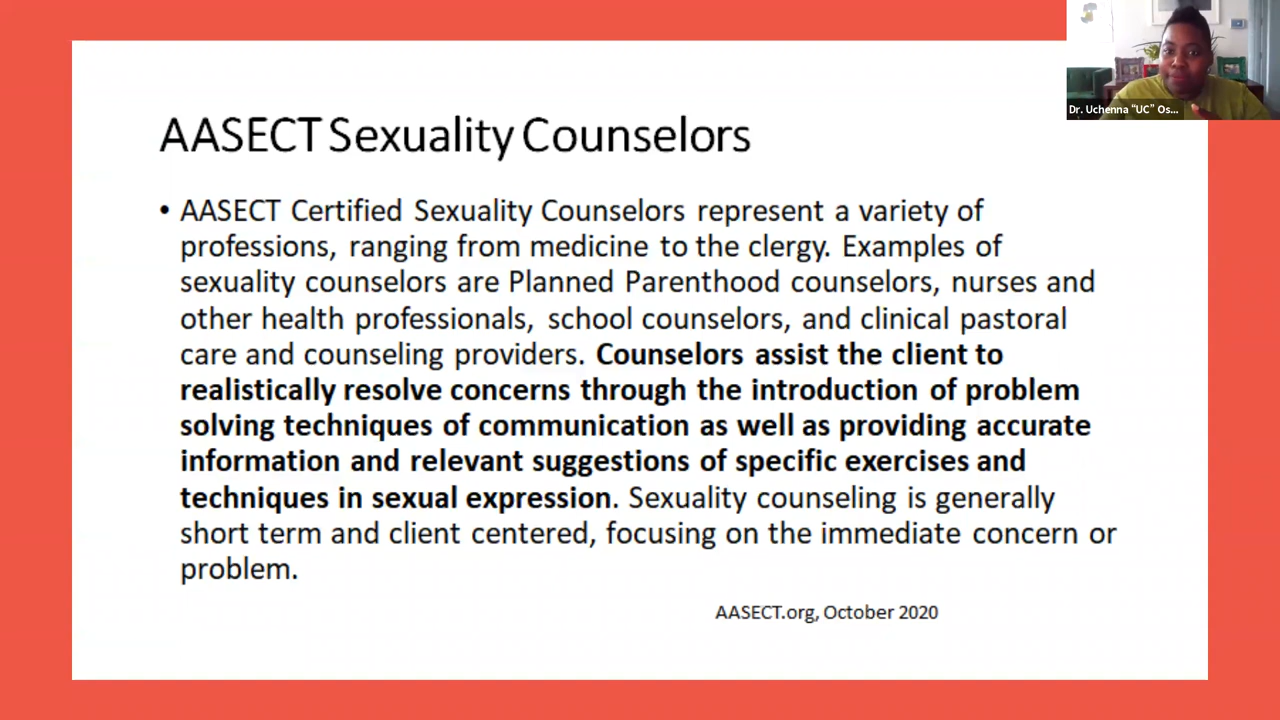 Dr. Uchenna "UC" Os...
AASECT Sexuality Counselors
• AASECT Certified Sexuality Counselors represent a variety of
professions, ranging from medicine to the clergy. Examples of
sexuality counselors are Planned Parenthood counselors, nurses and
other health professionals, school counselors, and clinical pastoral
care and counseling providers. Counselors assist the client to
realistically resolve concerns through the introduction of problem
solving techniques of communication as well as providing accurate
information and relevant suggestions of specific exercises and
techniques in sexual expression. Sexuality counseling is generally
short term and client centered, focusing on the immediate concern or
problem.
AASECT.org, October 2020